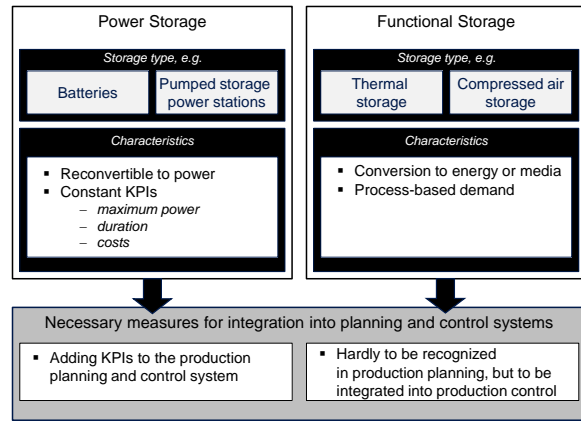 Power Storage
Storage type, e.g.
Batteries
Pumped storage
power stations
Characteristics
▪ Reconvertible to power
▪ Constant KPIs
– maximum power
– duration
– costs
Functional Storage
Storage type, e.g.
Thermal
storage
Compressed air
storage
Characteristics
▪ Conversion to energy or media
▪ Process-based demand
Necessary measures for integration into planning and control systems
▪ Adding KPIs to the production
planning and control system
▪ Hardly to be recognized
in production planning, but to be
integrated into production control